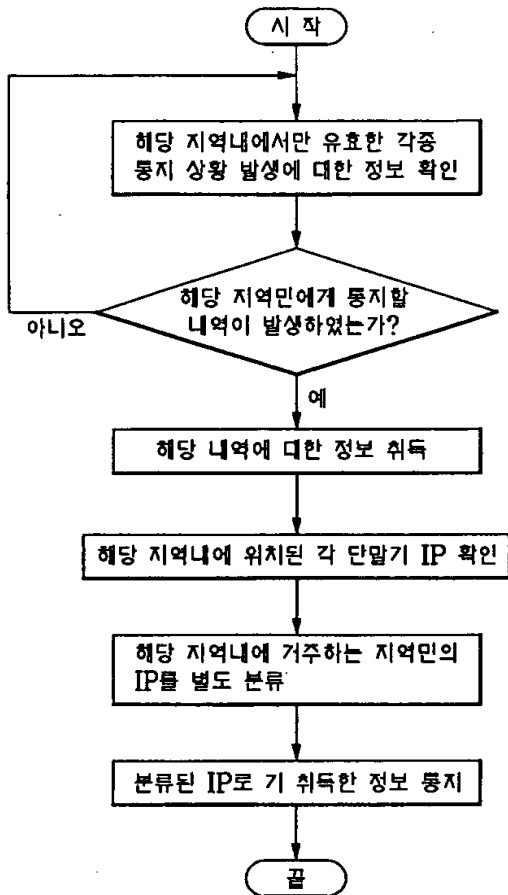 시 작
해당 지역내에서만 유효한 각종
통지 상황 발생에 대한 정보 확인
해당 지역민에게 통지할
내역이 발생하였는가?
아니오
예
해당 내역에 대한 정보 취득
해당 지역내에 위치된 각 단말기 IP 확인
해당 지역내에 거주하는 지역민의
IP를 별도 분류
분류된 IP로 기 취득한 정보 통지
끝